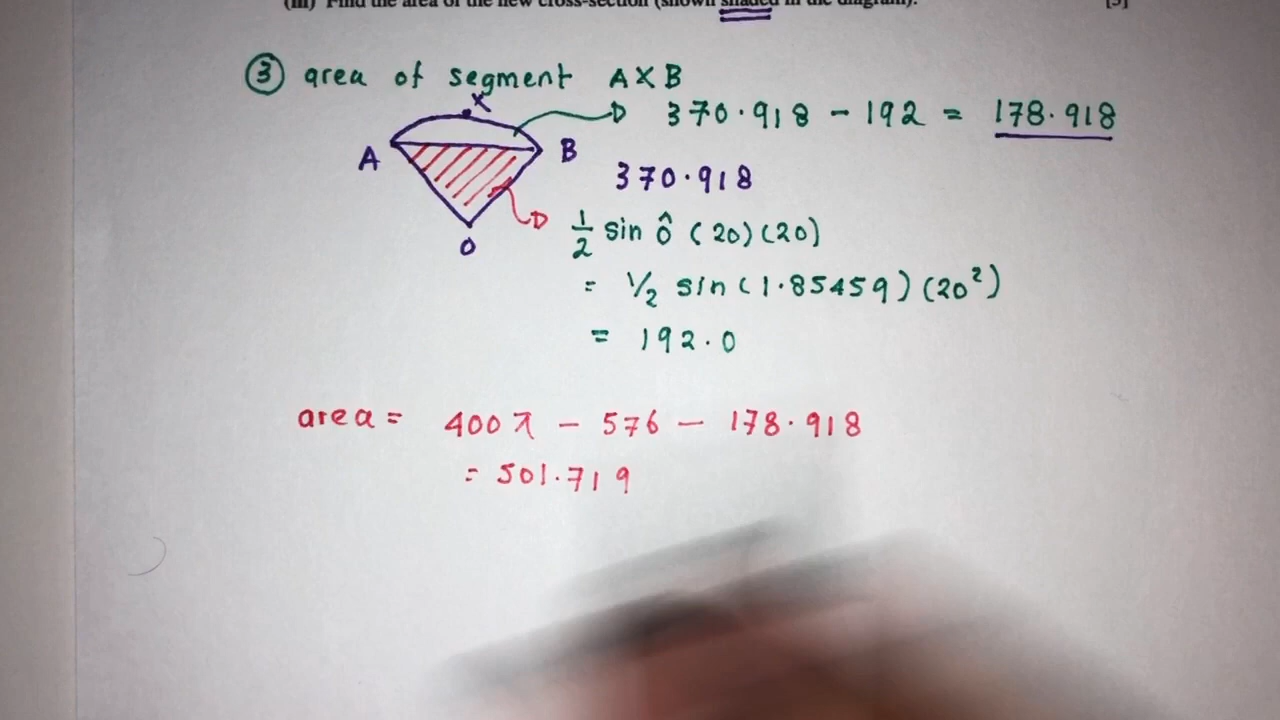 (iii) Find the area of the new cross-section (shown shaded in the diagram). [5]
③ area of segment AXB
X
370.918 - 192 = 178.918
A
B
370.918
O
1/2 sin ô (20)(20)
= 1/2 sin (1.85459) (20²)
= 192.0
area = 400π - 576 - 178.918
= 501.719